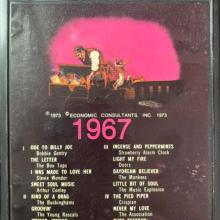 ℗1973 ©ECONOMIC CONSULTANTS, INC. 1973
1967
I ODE TO BILLY JOE
Bobbie Gentry
THE LETTER
The Box Tops
I WAS MADE TO LOVE HER
Stevie Wonder
SWEET SOUL MUSIC
Arthur Conley
KIND OF A DRAG
The Buckinghams
GROOVIN'
The Young Rascals
III INCENSE AND PEPPERMINTS
Strawberry Alarm Clock
LIGHT MY FIRE
Doors
DAYDREAM BELIEVER
The Monkees
LITTLE BIT OF SOUL
The Music Explosion
IV THE PIED PIPER
Crispian
NEVER MY LOVE
The Association